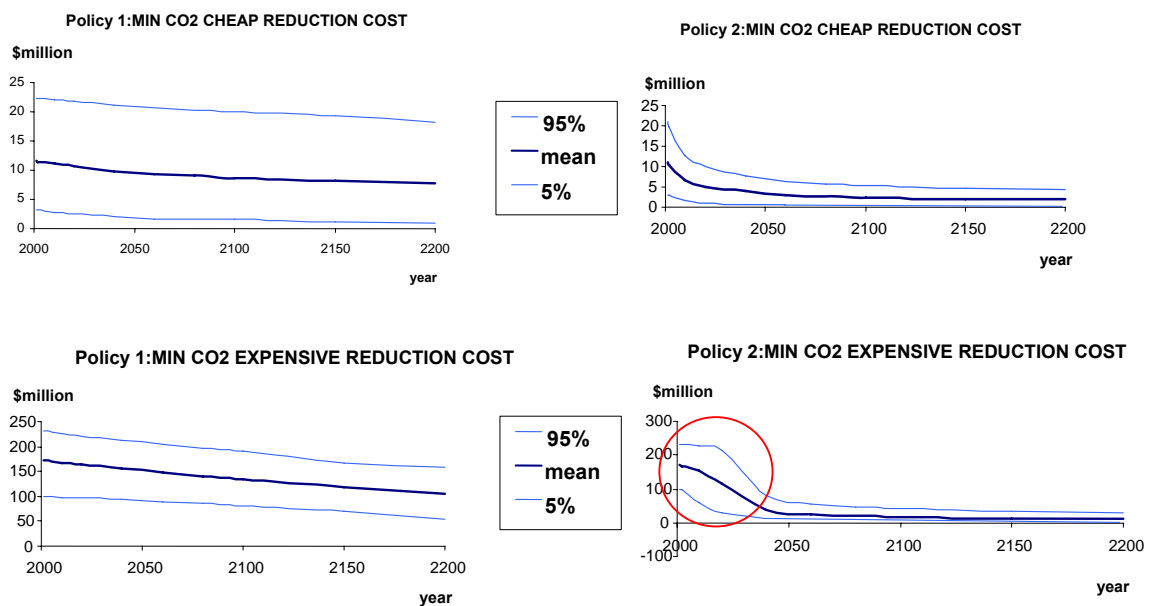 Policy 1:MIN CO2 CHEAP REDUCTION COST
$million
25
20
15
10
5
0
2000 2050 2100 2150 2200
year
95%
mean
5%
Policy 2:MIN CO2 CHEAP REDUCTION COST
$million
25
20
15
10
5
0
2000 2050 2100 2150 2200
year
Policy 1:MIN CO2 EXPENSIVE REDUCTION COST
$million
250
200
150
100
50
0
2000 2050 2100 2150 2200
year
95%
mean
5%
Policy 2:MIN CO2 EXPENSIVE REDUCTION COST
$million
300
200
100
0
-100
2000 2050 2100 2150 2200
year